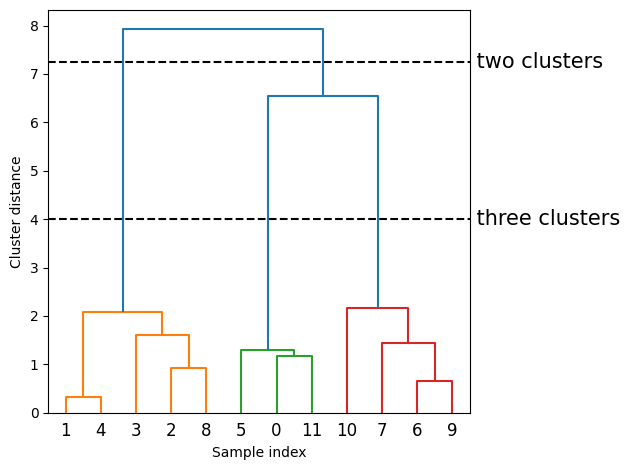 8
two clusters
7
6
5
4
three clusters
3
2
1
0
Cluster distance
1 4 3 2 8 5 0 11 10 7 6 9
Sample index